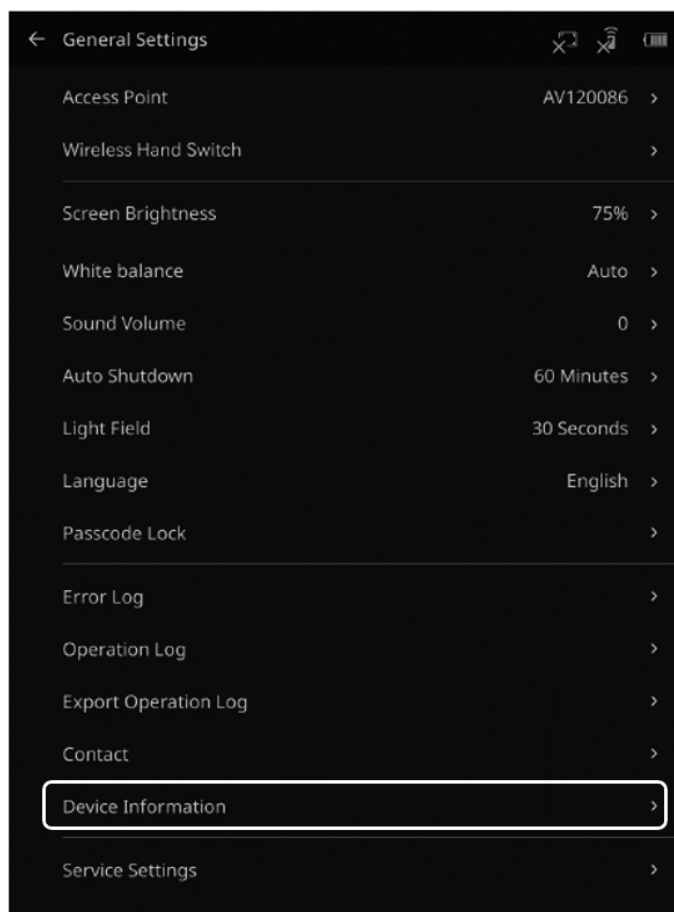 General Settings
Access Point AV120086
Wireless Hand Switch
Screen Brightness 75%
White balance Auto
Sound Volume 0
Auto Shutdown 60 Minutes
Light Field 30 Seconds
Language English
Passcode Lock
Error Log
Operation Log
Export Operation Log
Contact
Device Information
Service Settings